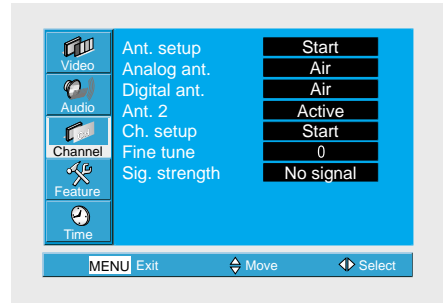 Video
Audio
Channel
Feature
Time
Ant. setup Start
Analog ant. Air
Digital ant. Air
Ant. 2 Active
Ch. setup Start
Fine tune 0
Sig. strength No signal
MENU Exit Move Select